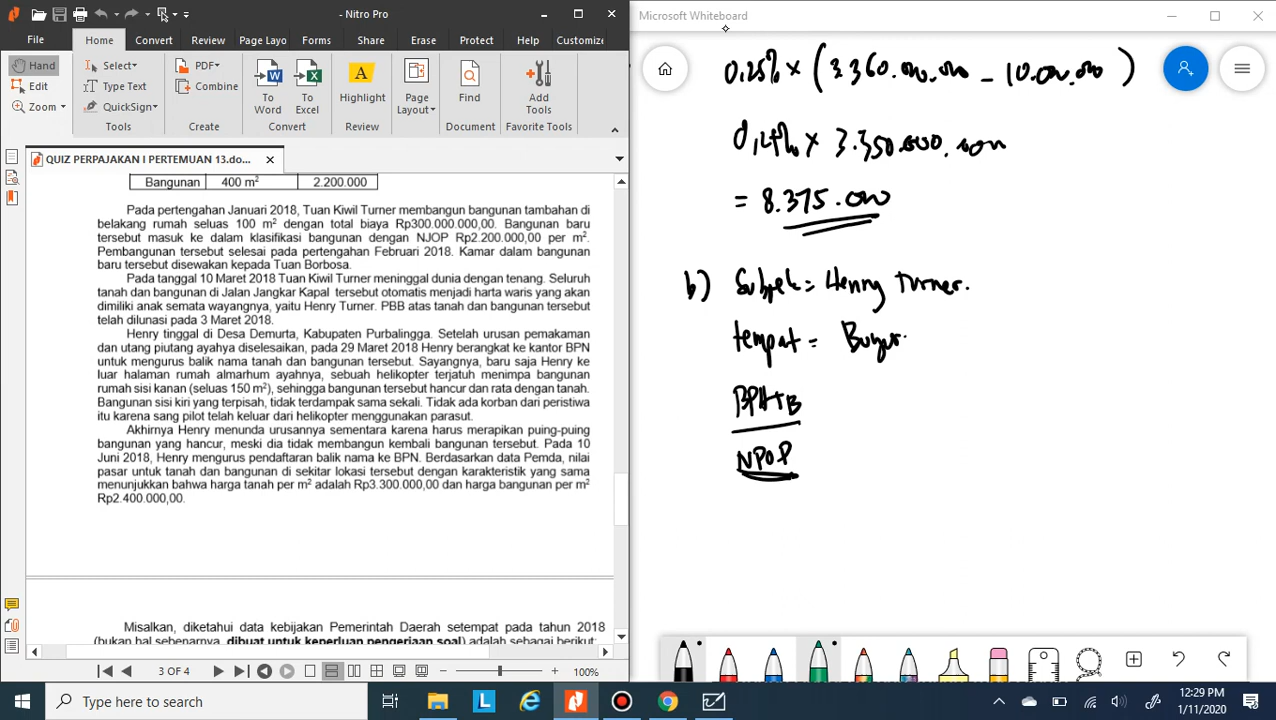 - Nitro Pro
File
Home
Convert
Review
Page Layo
Forms
Share
Erase
Protect
Help
Customize
Hand
Edit
Zoom
Select
Type Text
QuickSign
Tools
PDF
Combine
Create
To Word
To Excel
Convert
Highlight
Review
Page Layout
Find
Document
Add Tools
Favorite Tools
QUIZ PERPAJAKAN I PERTEMUAN 13.do...
Bangunan 400 m² 2.200.000
Pada pertengahan Januari 2018, Tuan Kiwil Turner membangun bangunan tambahan di
belakang rumah seluas 100 m² dengan total biaya Rp300.000.000,00. Bangunan baru
tersebut masuk ke dalam klasifikasi bangunan dengan NJOP Rp2.200.000,00 per m².
Pembangunan tersebut selesai pada pertengahan Februari 2018. Kamar dalam bangunan
baru tersebut disewakan kepada Tuan Borbosa.
Pada tanggal 10 Maret 2018 Tuan Kiwil Turner meninggal dunia dengan tenang. Seluruh
tanah dan bangunan di Jalan Jangkar Kapal tersebut otomatis menjadi harta waris yang akan
dimiliki anak semata wayangnya, yaitu Henry Turner. PBB atas tanah dan bangunan tersebut
telah dilunasi pada 3 Maret 2018.
Henry tinggal di Desa Demurta, Kabupaten Purbalingga. Setelah urusan pemakaman
dan utang piutang ayahnya diselesaikan, pada 29 Maret 2018 Henry berangkat ke kantor BPN
untuk mengurus balik nama tanah dan bangunan tersebut. Sayangnya, baru saja Henry ke
luar halaman rumah almarhum ayahnya, sebuah helikopter terjatuh menimpa bangunan
rumah sisi kanan (seluas 150 m²), sehingga bangunan tersebut hancur dan rata dengan tanah.
Bangunan sisi kiri yang terpisah, tidak terdampak sama sekali. Tidak ada korban dari peristiwa
itu karena sang pilot telah keluar dari helikopter menggunakan parasut.
Akhirnya Henry menunda urusannya sementara karena harus merapikan puing-puing
bangunan yang hancur, meski dia tidak membangun kembali bangunan tersebut. Pada 10
Juni 2018, Henry mengurus pendaftaran balik nama ke BPN. Berdasarkan data Pemda, nilai
pasar untuk tanah dan bangunan di sekitar lokasi tersebut dengan karakteristik yang sama
menunjukkan bahwa harga tanah per m² adalah Rp3.300.000,00 dan harga bangunan per m²
Rp2.400.000,00.
Misalkan, diketahui data kebijakan Pemerintah Daerah setempat pada tahun 2018
(bukan hal sebenarnya, dibuat untuk keperluan pengerjaan soal) adalah sebagai berikut:
3 OF 4
100%
Microsoft Whiteboard
0,25% × (3.360.000.000 - 10.000.000)
× 3.350.000.000
= 8.375.000
b) Subjek = Henry Turner.
tempat =
BPHTB
NPOP
Type here to search
12:29 PM
1/11/2020